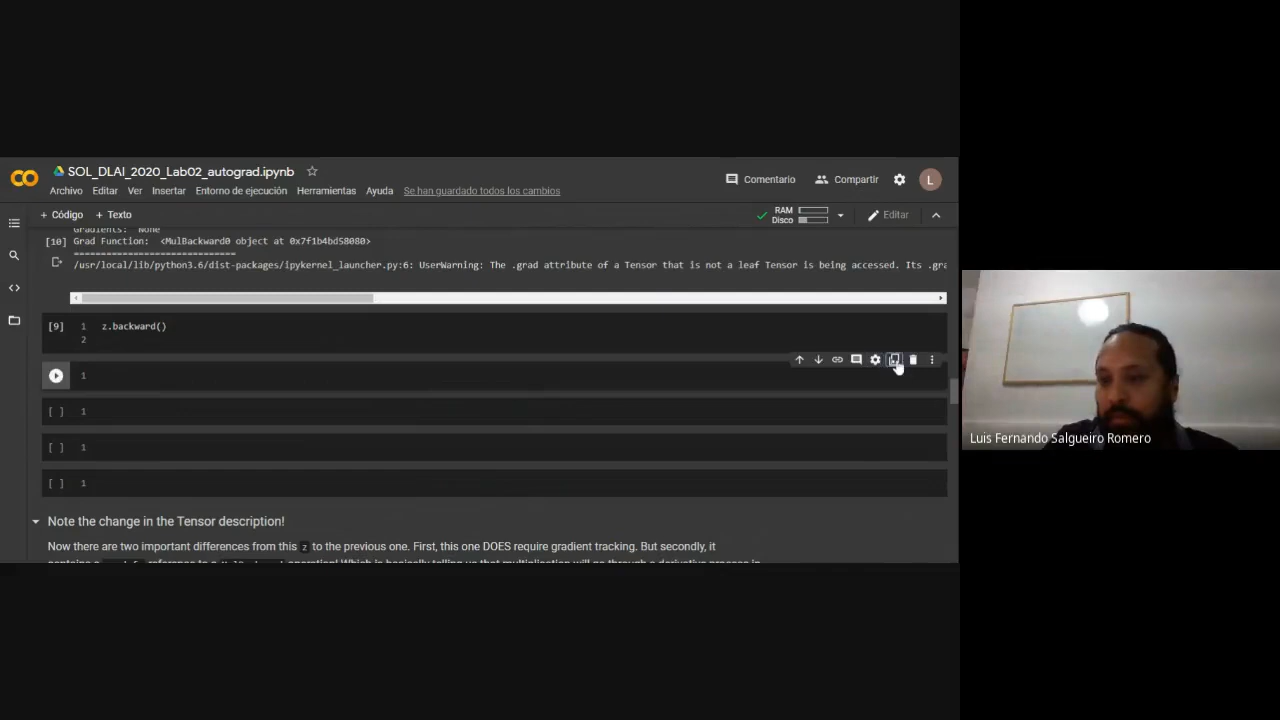 SOL_DLAI_2020_Lab02_autograd.ipynb
Archivo Editar Ver Insertar Entorno de ejecución Herramientas Ayuda Se han guardado todos los cambios
Comentario Compartir L
+ Código + Texto
RAM
Disco
Editar
Gradients: None
[10] Grad Function: <MulBackward0 object at 0x7f1b4bd58080>
==============================
/usr/local/lib/python3.6/dist-packages/ipykernel_launcher.py:6: UserWarning: The .grad attribute of a Tensor that is not a leaf Tensor is being accessed. Its .gra
[9] 1 z.backward()
2
1
[ ] 1
[ ] 1
[ ] 1
Note the change in the Tensor description!
Now there are two important differences from this z to the previous one. First, this one DOES require gradient tracking. But secondly, it
Luis Fernando Salgueiro Romero